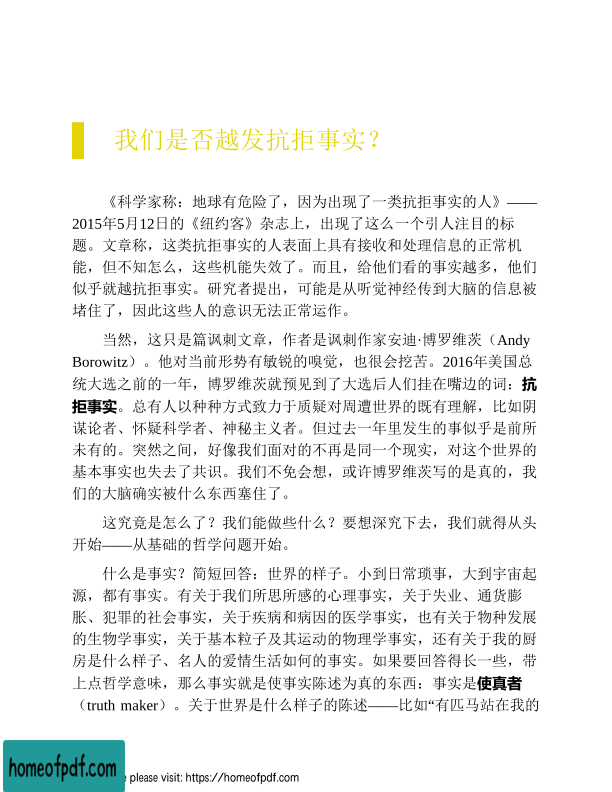 我们是否越发抗拒事实？
《科学家称：地球有危险了，因为出现了一类抗拒事实的人》——
2015年5月12日的《纽约客》杂志上，出现了这么一个引人注目的标
题。文章称，这类抗拒事实的人表面上具有接收和处理信息的正常机
能，但不知怎么，这些机能失效了。而且，给他们看的事实越多，他们
似乎就越抗拒事实。研究者提出，可能是从听觉神经传到大脑的信息被
堵住了，因此这些人的意识无法正常运作。
当然，这只是篇讽刺文章，作者是讽刺作家安迪·博罗维茨（Andy
Borowitz）。他对当前形势有敏锐的嗅觉，也很会挖苦。2016年美国总
统大选之前的一年，博罗维茨就预见到了大选后人们挂在嘴边的词：抗
拒事实。总有人以种种方式致力于质疑对周遭世界的既有理解，比如阴
谋论者、怀疑科学者、神秘主义者。但过去一年里发生的事似乎是前所
未有的。突然之间，好像我们面对的不再是同一个现实，对这个世界的
基本事实也失去了共识。我们不免会想，或许博罗维茨写的是真的，我
们的大脑确实被什么东西塞住了。
这究竟是怎么了？我们能做些什么？要想深究下去，我们就得从头
开始——从基础的哲学问题开始。
什么是事实？简短回答：世界的样子。小到日常琐事，大到宇宙起
源，都有事实。有关于我们所思所感的心理事实，关于失业、通货膨
胀、犯罪的社会事实，关于疾病和病因的医学事实，也有关于物种发展
的生物学事实，关于基本粒子及其运动的物理学事实，还有关于我的厨
房是什么样子、名人的爱情生活如何的事实。如果要回答得长一些，带
上点哲学意味，那么事实就是使事实陈述为真的东西：事实是使真者
（truth maker）。关于世界是什么样子的陈述——比如“有匹马站在我的
homeofpdf.com
please visit: https://homeofpdf.com